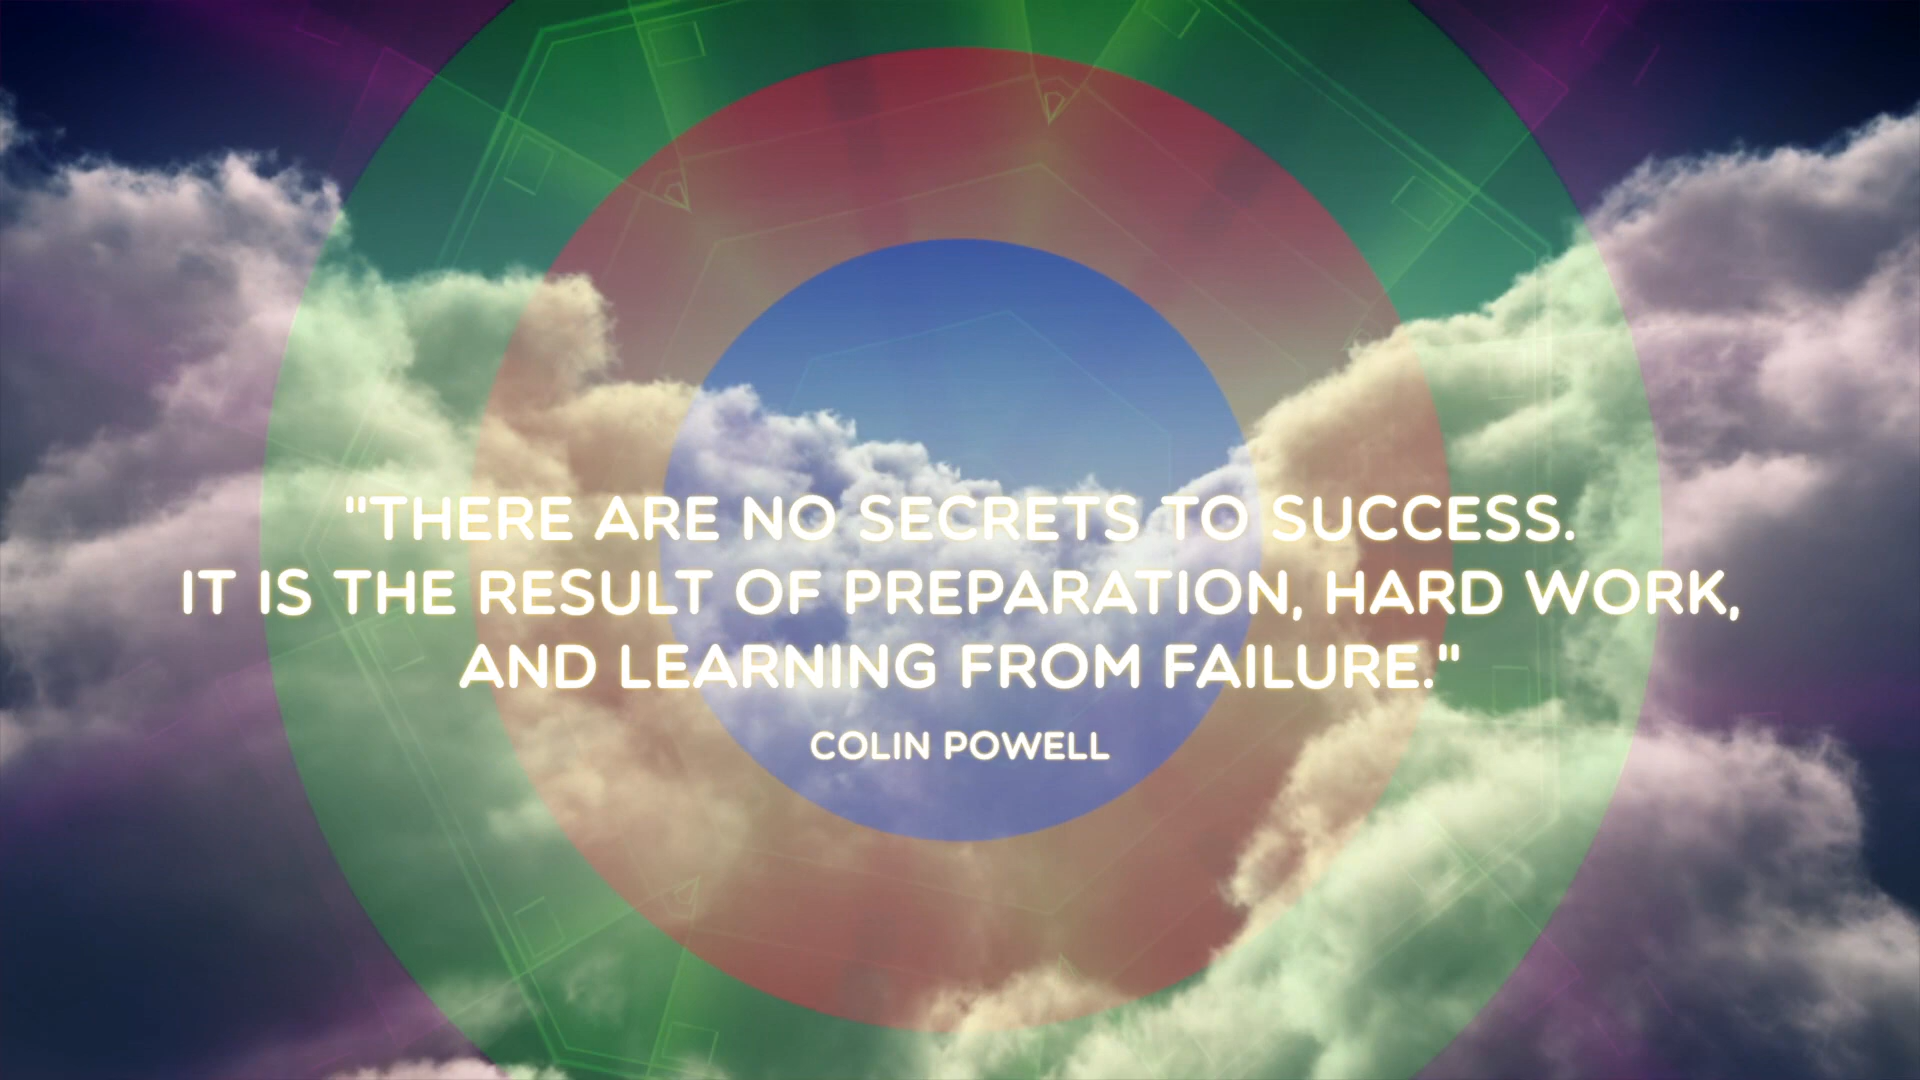 "THERE ARE NO SECRETS TO SUCCESS.
IT IS THE RESULT OF PREPARATION, HARD WORK,
AND LEARNING FROM FAILURE."
COLIN POWELL